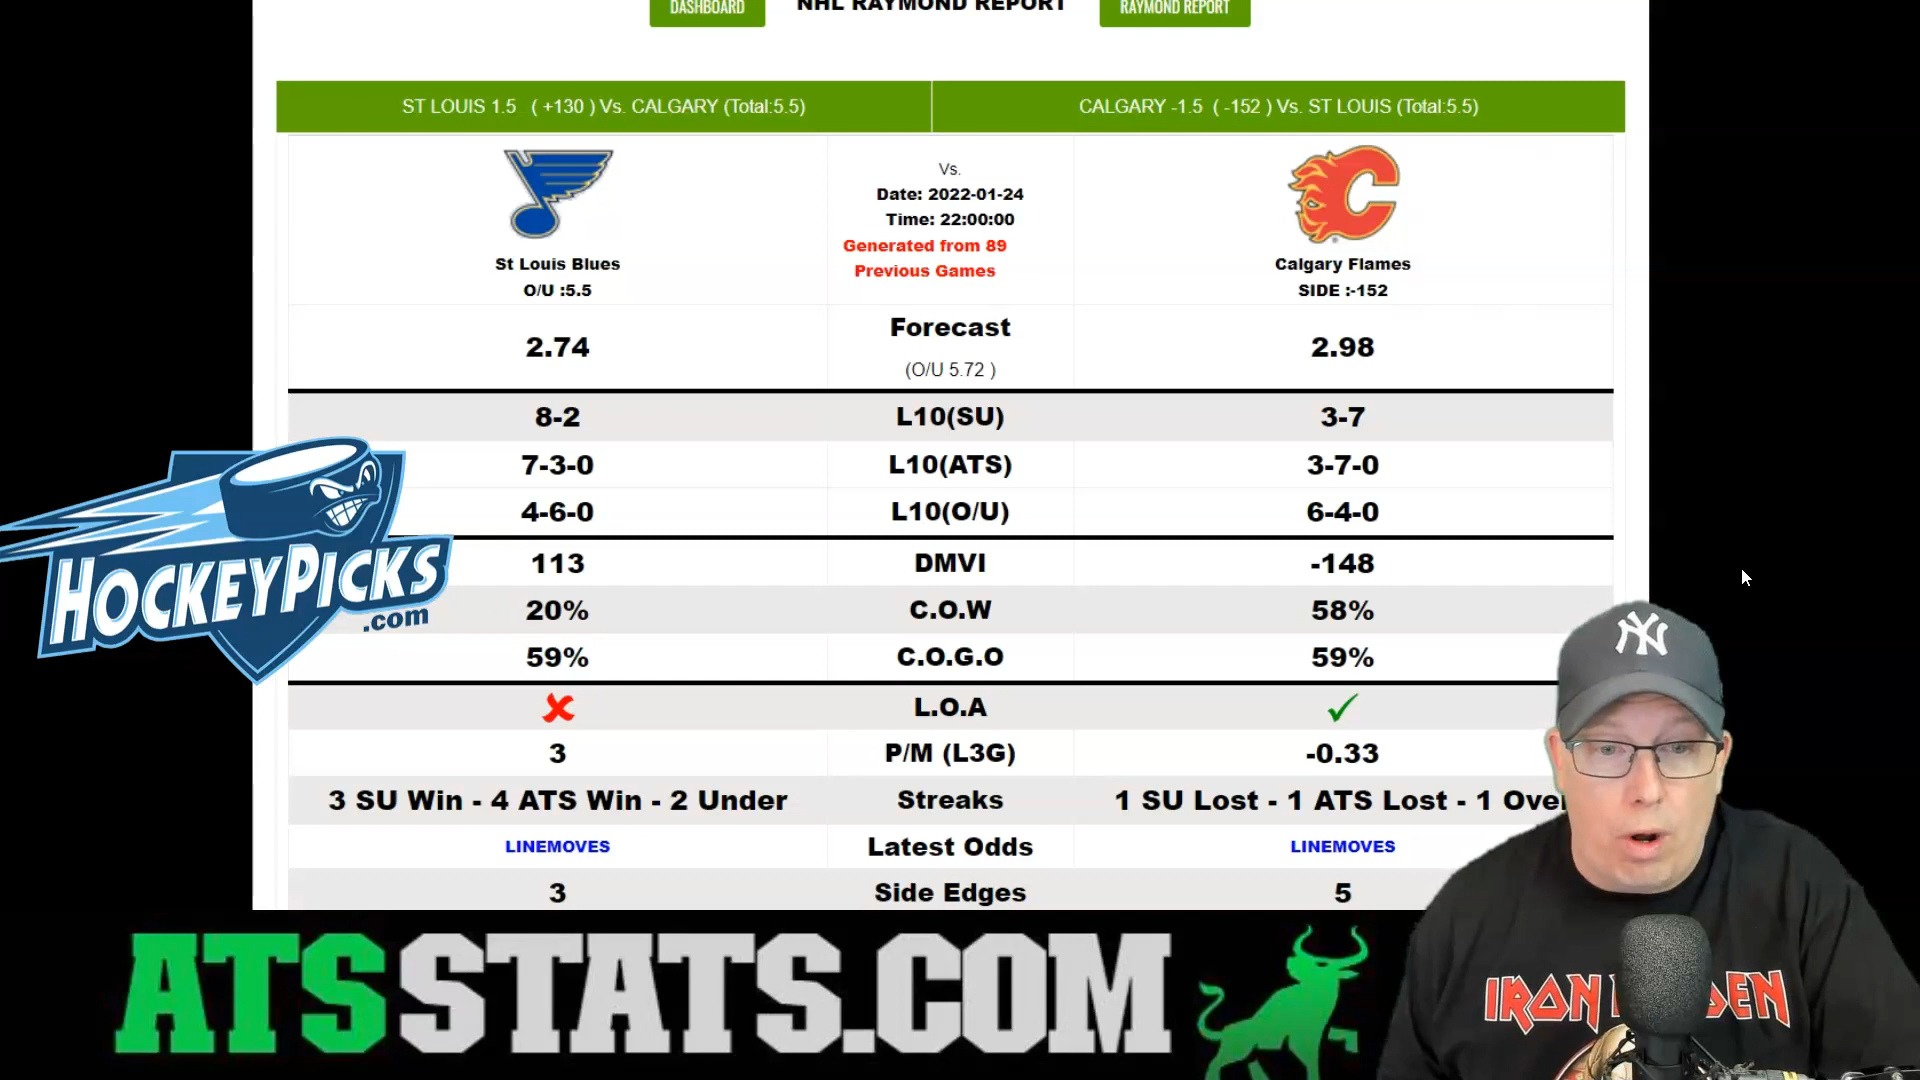 DASHBOARD NHL RAYMOND REPORT RAYMOND REPORT
ST LOUIS 1.5 ( +130 ) Vs. CALGARY (Total:5.5) CALGARY -1.5 ( -152 ) Vs. ST LOUIS (Total:5.5)
Vs.
Date: 2022-01-24
Time: 22:00:00
Generated from 89
Previous Games
St Louis Blues Calgary Flames
O/U :5.5 SIDE :-152
2.74 Forecast 2.98
(O/U 5.72 )
8-2 L10(SU) 3-7
7-3-0 L10(ATS) 3-7-0
4-6-0 L10(O/U) 6-4-0
113 DMVI -148
20% C.O.W 58%
59% C.O.G.O 59%
L.O.A
3 P/M (L3G) -0.33
3 SU Win - 4 ATS Win - 2 Under Streaks 1 SU Lost - 1 ATS Lost - 1 Over
LINEMOVES Latest Odds LINEMOVES
3 Side Edges 5
HOCKEYPICKS
.com
ATSSTATS.COM
NY
IRON